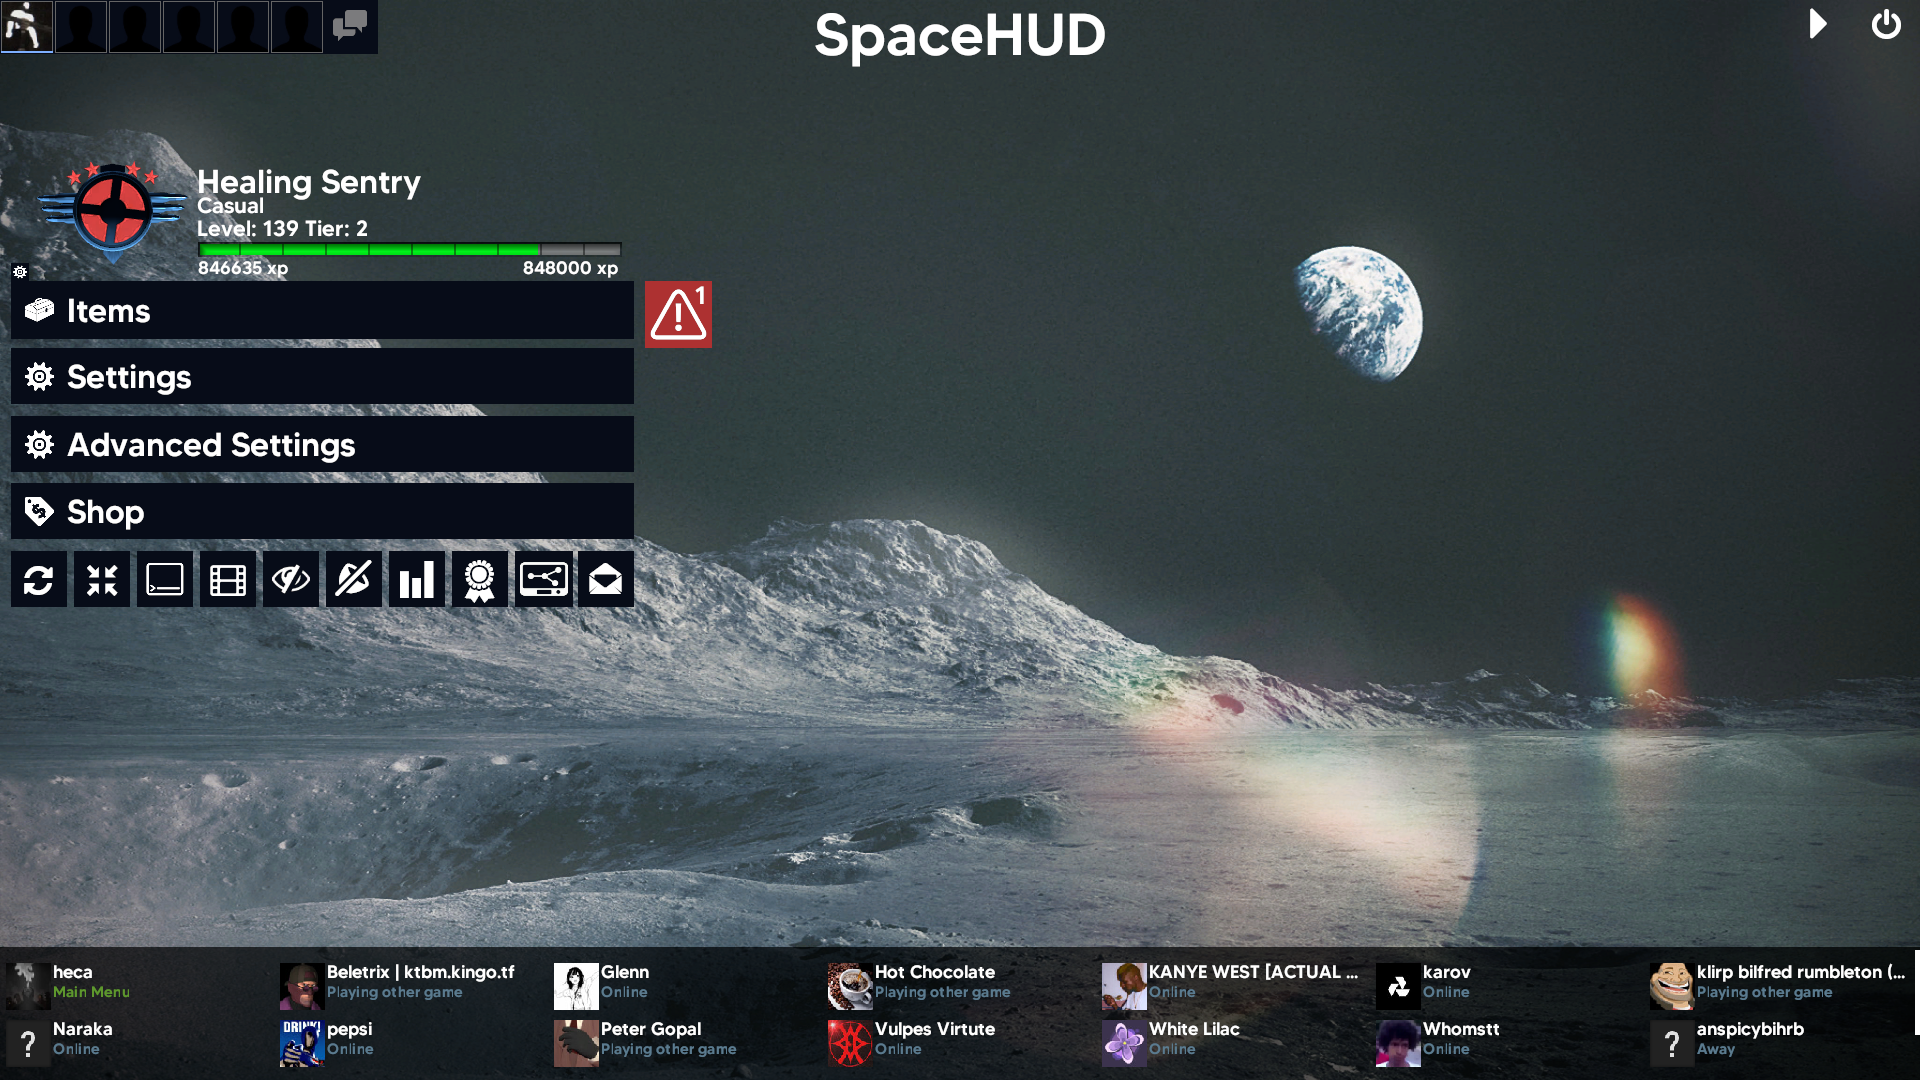 SpaceHUD
Healing Sentry
Casual
Level: 139 Tier: 2
846635 xp
848000 xp
Items
1
Settings
Advanced Settings
Shop
heca
Main Menu
Beletrix | ktbm.kingo.tf
Playing other game
Glenn
Online
Hot Chocolate
Playing other game
KANYE WEST [ACTUAL ...
Online
karov
Online
klirp bilfred rumbleton (...
Playing other game
Naraka
Online
?
DRINK!
pepsi
Online
Peter Gopal
Playing other game
Vulpes Virtute
Online
White Lilac
Online
Whomstt
Online
?
anspicybihrb
Away